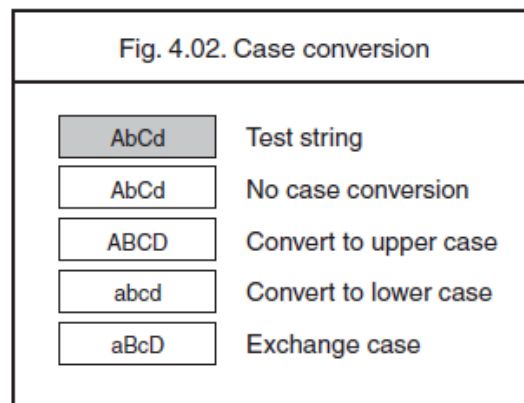 Fig. 4.02. Case conversion
AbCd Test string
AbCd No case conversion
ABCD Convert to upper case
abcd Convert to lower case
aBcD Exchange case